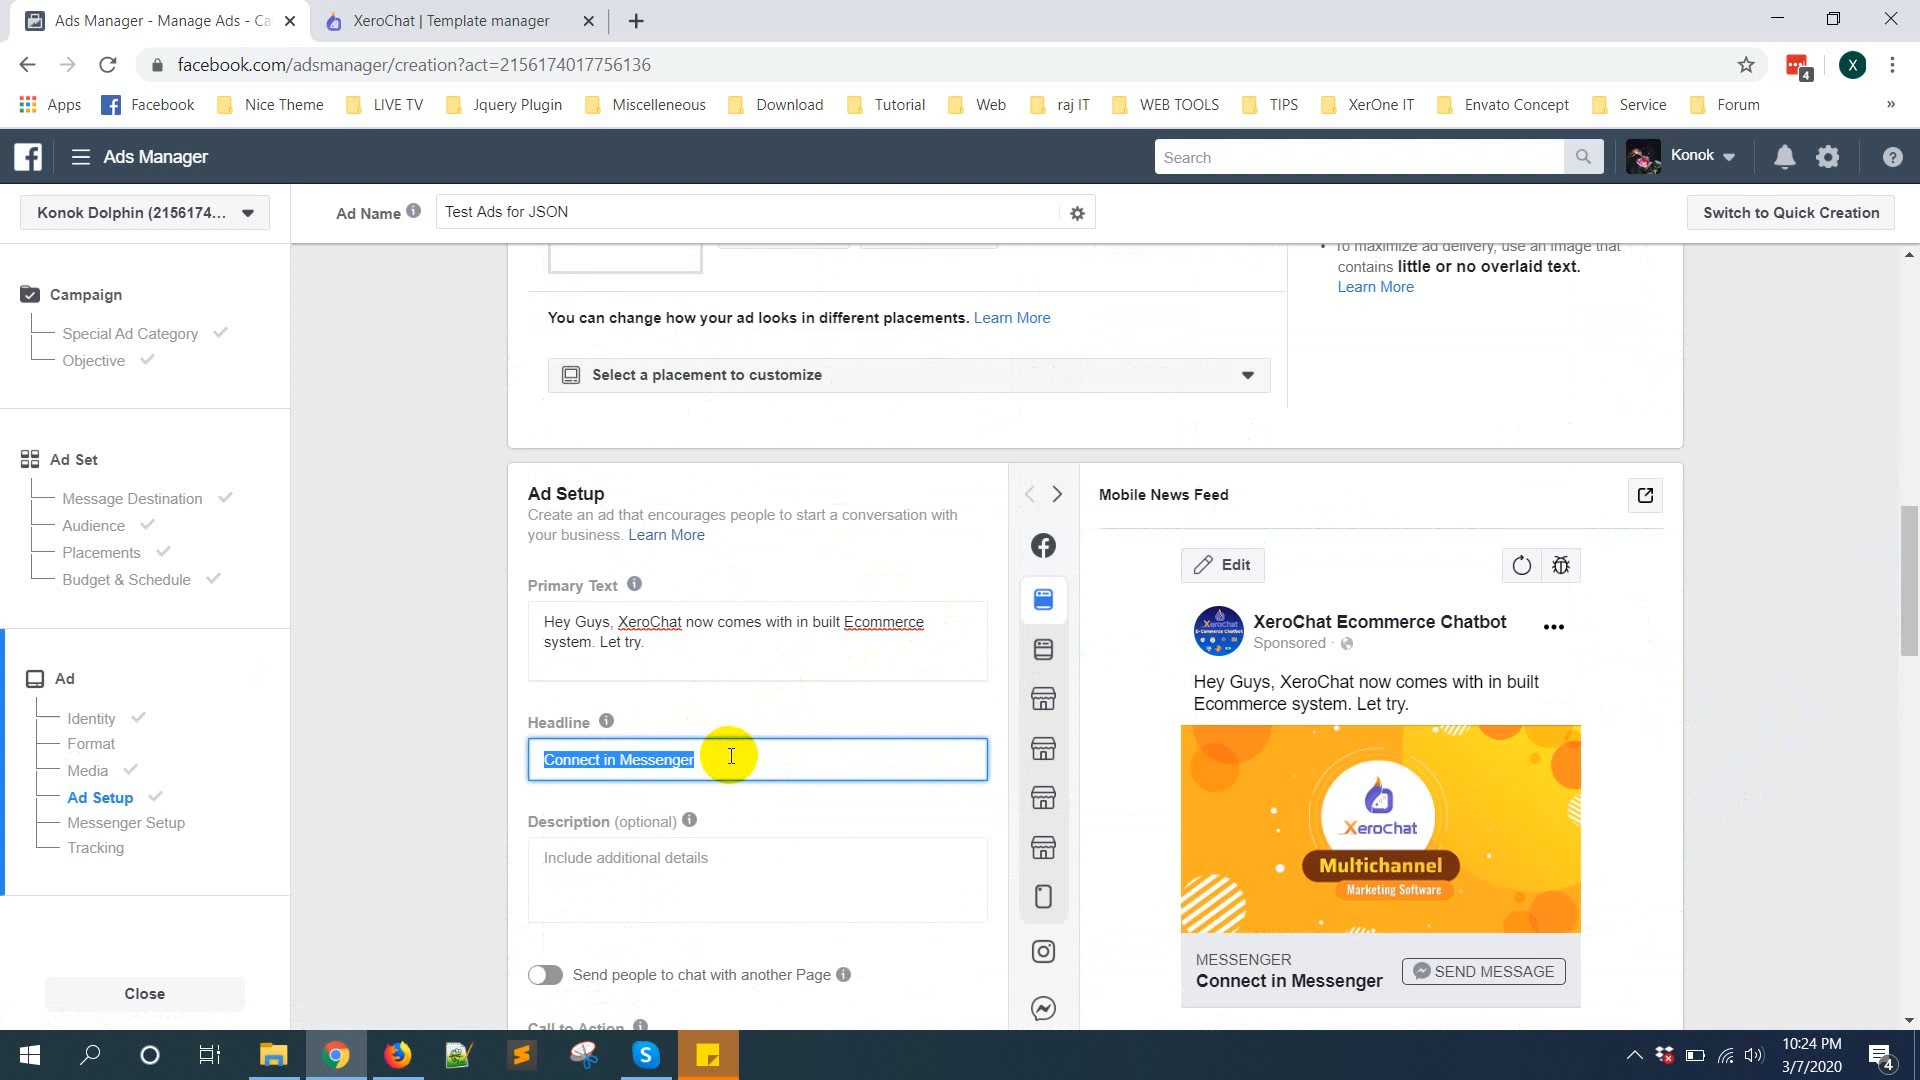 Ads Manager - Manage Ads - Ca
XeroChat | Template manager
facebook.com/adsmanager/creation?act=2156174017756136
4
X
Apps
Facebook
Nice Theme
LIVE TV
Jquery Plugin
Miscelleneous
Download
Tutorial
Web
raj IT
WEB TOOLS
TIPS
XerOne IT
Envato Concept
Service
Forum
»
Ads Manager
Search
Konok
Konok Dolphin (2156174...
Ad Name
Test Ads for JSON
Switch to Quick Creation
Campaign
Special Ad Category
Objective
Ad Set
Message Destination
Audience
Placements
Budget & Schedule
Ad
Identity
Format
Media
Ad Setup
Messenger Setup
Tracking
Close
To maximize ad delivery, use an image that
contains little or no overlaid text.
Learn More
You can change how your ad looks in different placements. Learn More
Select a placement to customize
Ad Setup
Create an ad that encourages people to start a conversation with
your business. Learn More
Primary Text
Hey Guys, XeroChat now comes with in built Ecommerce
system. Let try.
Headline
Connect in Messenger
Description (optional)
Include additional details
Send people to chat with another Page
Call to Action
Mobile News Feed
Edit
XeroChat Ecommerce Chatbot
Sponsored ·
Hey Guys, XeroChat now comes with in built
Ecommerce system. Let try.
XeroChat
Multichannel
Marketing Software
MESSENGER
Connect in Messenger
SEND MESSAGE
10:24 PM
3/7/2020
4